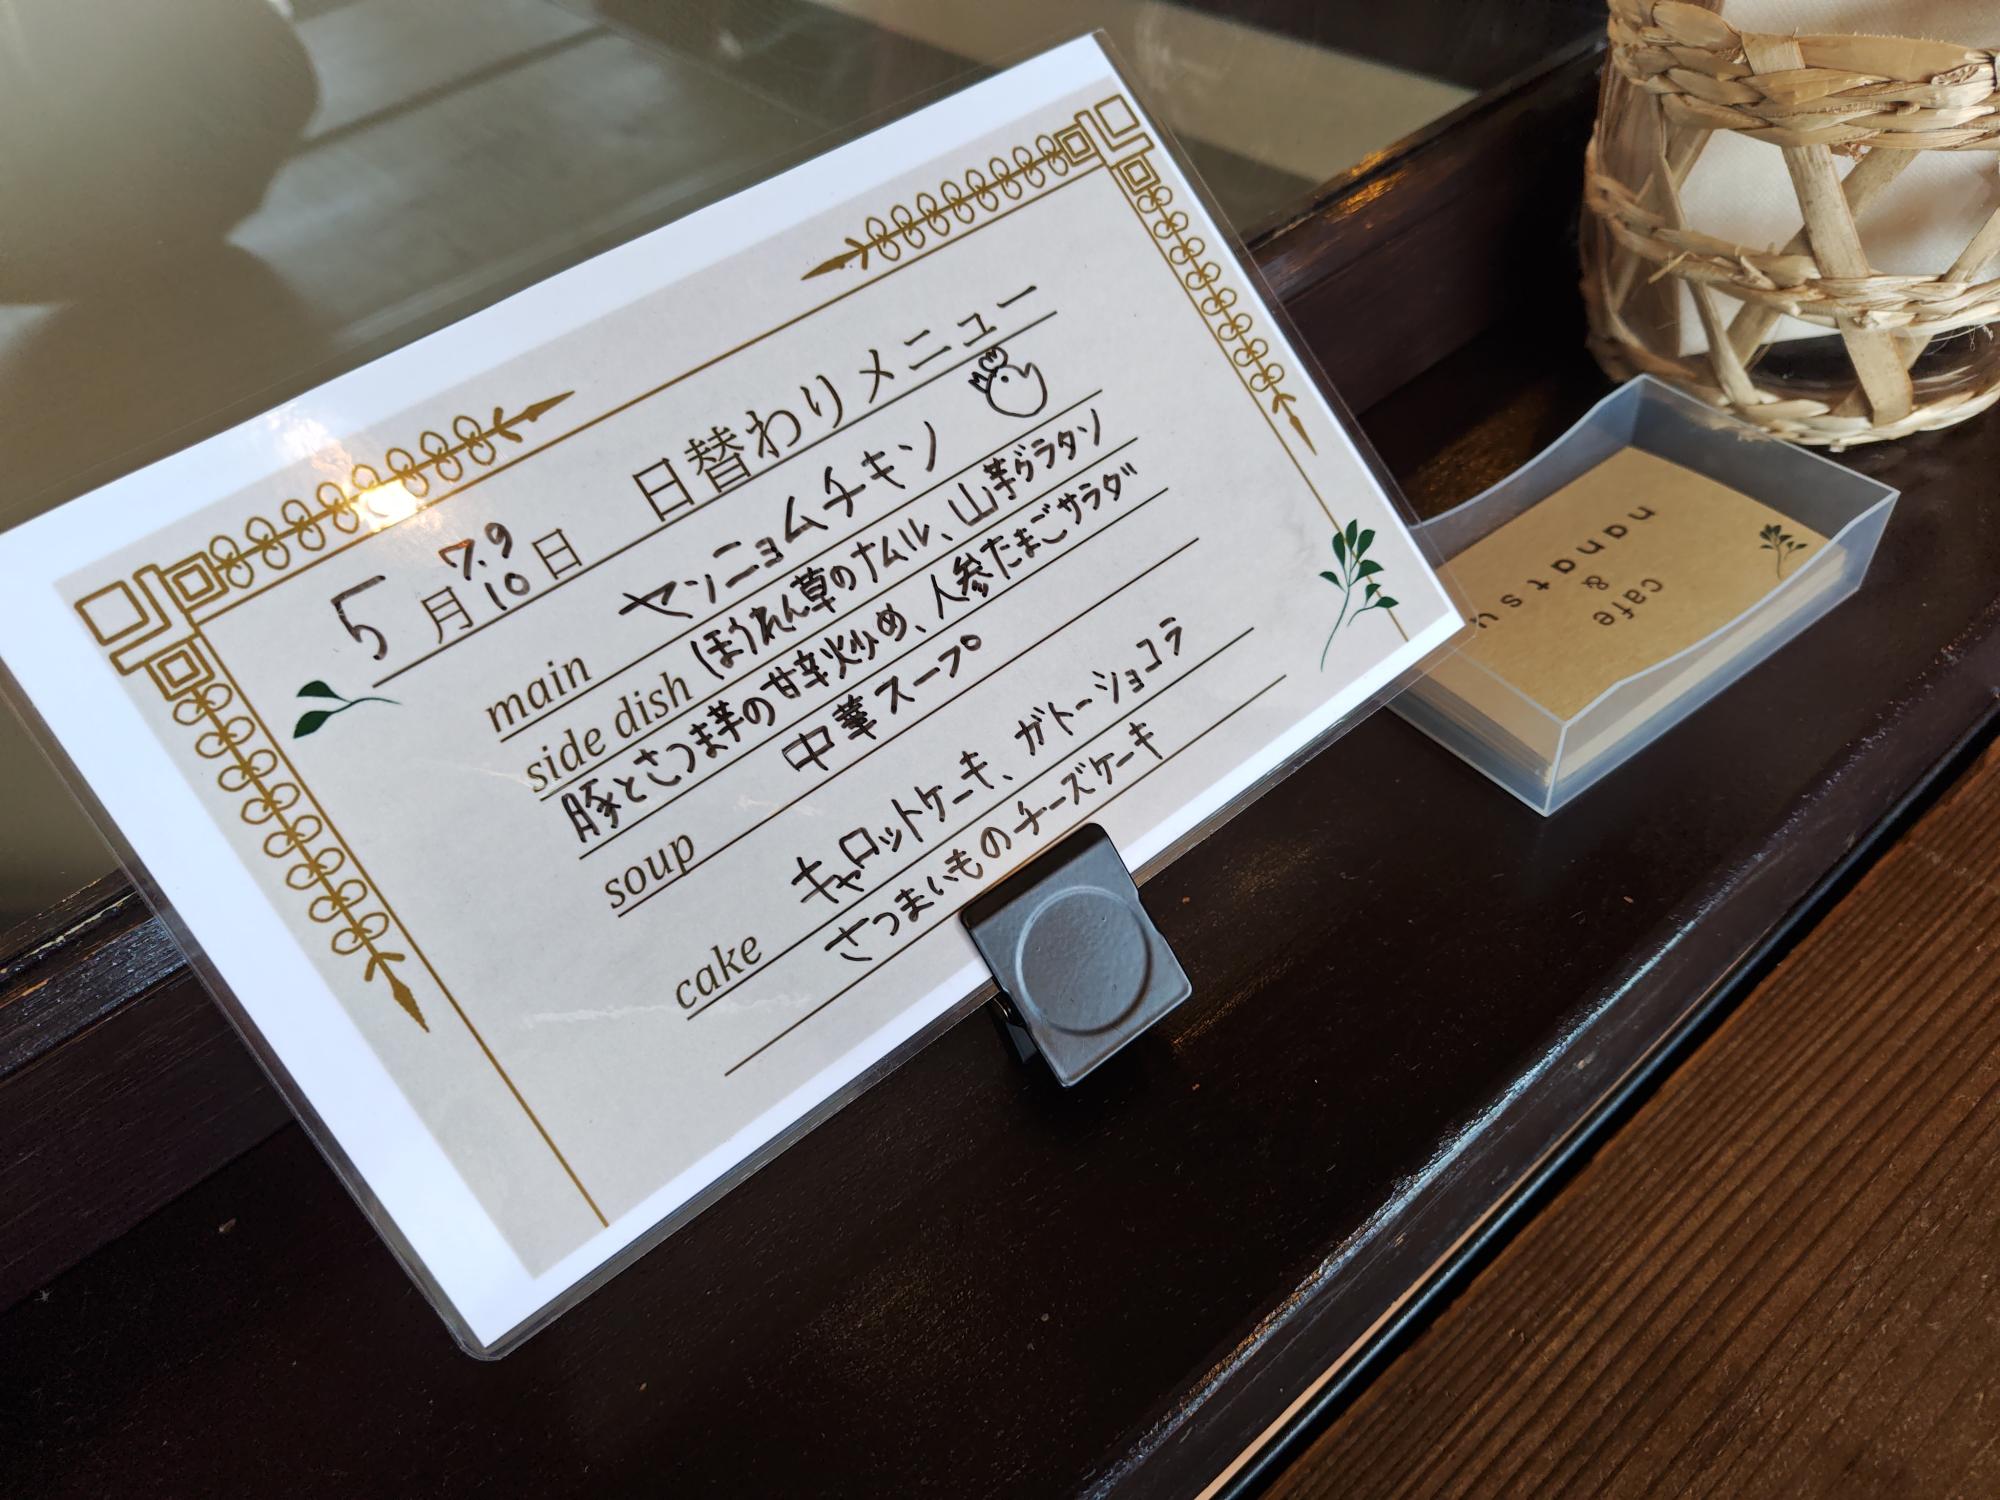 5月7.9 10日 日替わりメニュー
main ヤンニョムチキン
side dish ほうれん草のナムル、山芋グラタン
豚とさつま芋の甘辛炒め、人参たまごサラダ
soup 中華スープ
cake キャロットケーキ、ガトーショコラ
さつまいものチーズケーキ
cafe
&
nanatsu